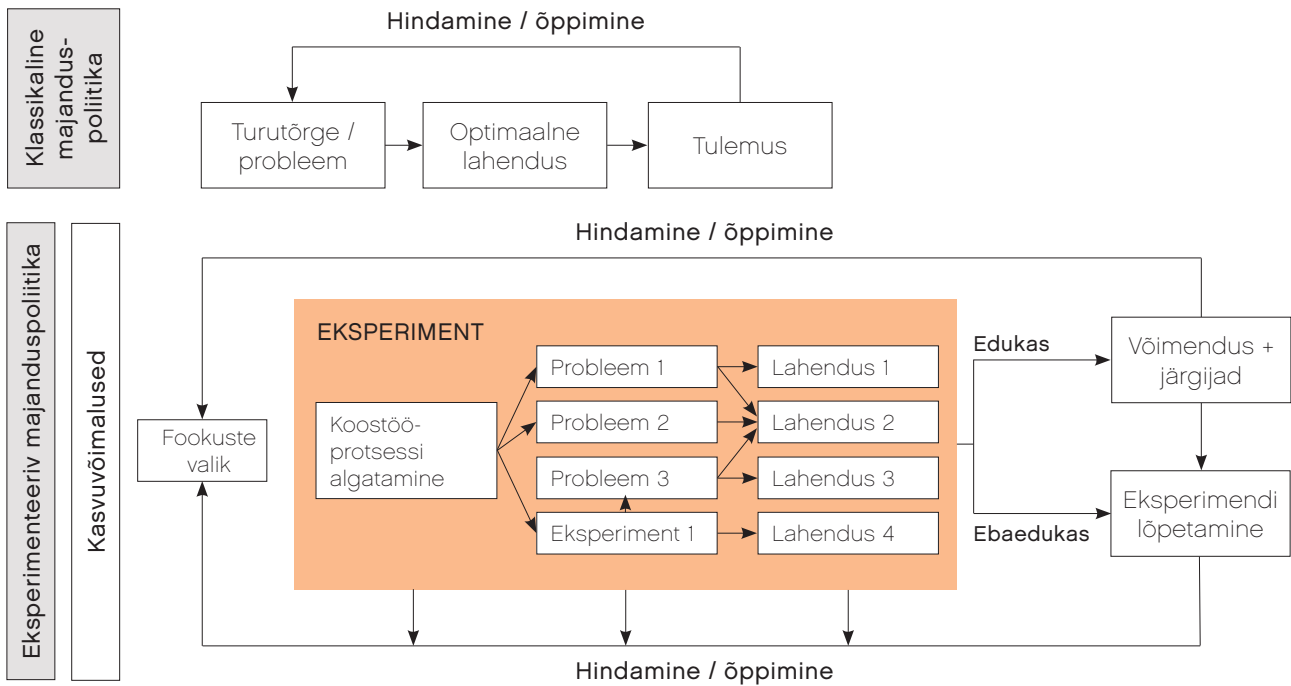 Klassikaline
majandus-
poliitika
Hindamine / õppimine
Turutõrge /
probleem
Optimaalne
lahendus
Tulemus
Eksperimenteeriv majanduspoliitika
Kasvuvõimalused
Hindamine / õppimine
Fookuste
valik
EKSPERIMENT
Koostöö-
protsessi
algatamine
Probleem 1
Lahendus 1
Probleem 2
Lahendus 2
Probleem 3
Lahendus 3
Eksperiment 1
Lahendus 4
Edukas
Ebaedukas
Võimendus +
järgijad
Eksperimendi
lõpetamine
Hindamine / õppimine